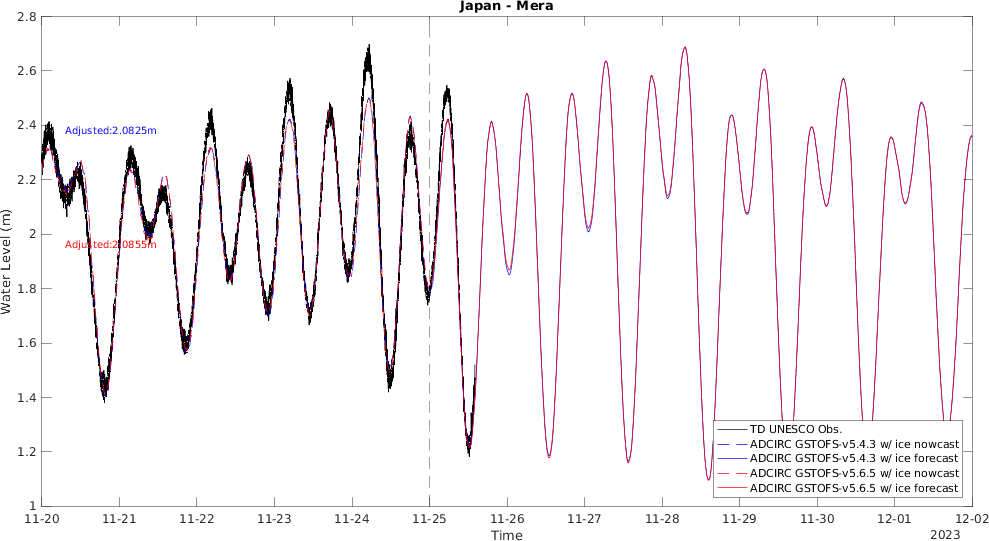 Japan - Mera
2.8
2.6
2.4
2.2
2
1.8
1.6
1.4
1.2
1
Water Level (m)
Adjusted:2.0825m
Adjusted:2.0855m
TD UNESCO Obs.
ADCIRC GSTOFS-v5.4.3 w/ ice nowcast
ADCIRC GSTOFS-v5.4.3 w/ ice forecast
ADCIRC GSTOFS-v5.6.5 w/ ice nowcast
ADCIRC GSTOFS-v5.6.5 w/ ice forecast
11-20 11-21 11-22 11-23 11-24 11-25 11-26 11-27 11-28 11-29 11-30 12-01 12-02
Time
2023